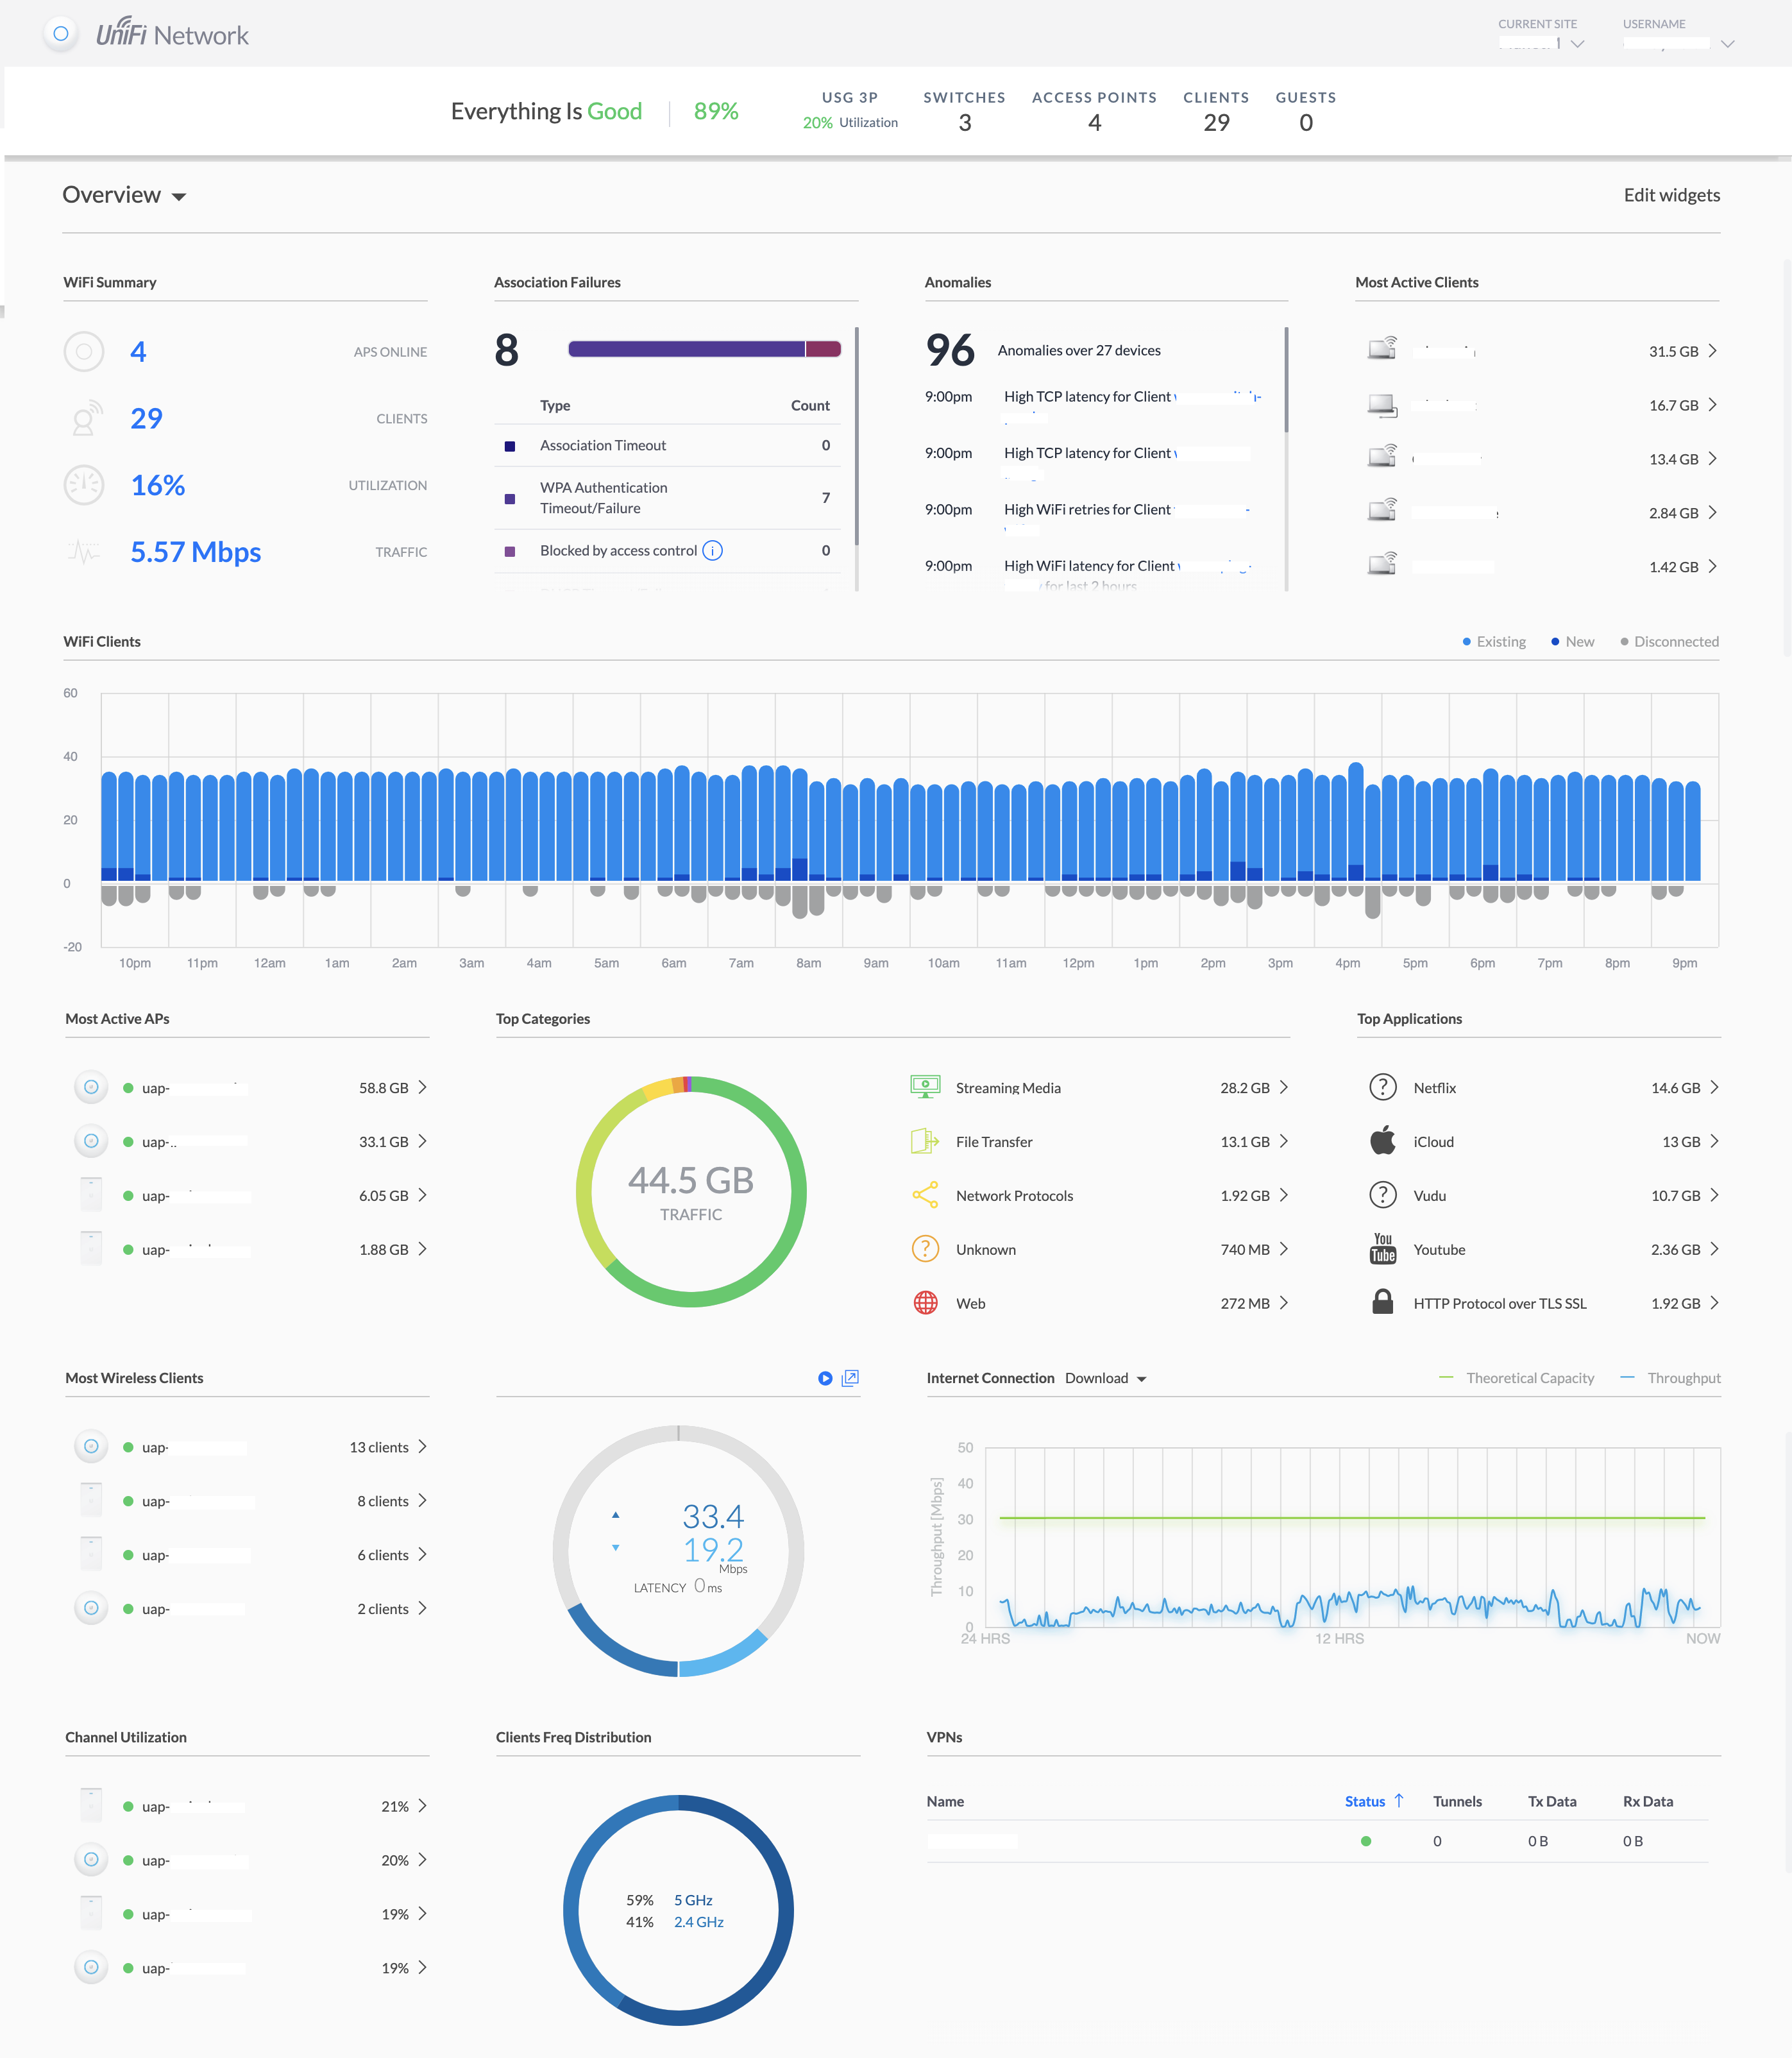 UniFi Network
CURRENT SITE
USERNAME
Everything Is Good
89%
USG 3P
20% Utilization
SWITCHES
3
ACCESS POINTS
4
CLIENTS
29
GUESTS
0
Overview
Edit widgets
WiFi Summary
4 APS ONLINE
29 CLIENTS
16% UTILIZATION
5.57 Mbps TRAFFIC
Association Failures
8
Type Count
Association Timeout 0
WPA Authentication
Timeout/Failure 7
Blocked by access control i 0
Anomalies
96 Anomalies over 27 devices
9:00pm High TCP latency for Client
9:00pm High TCP latency for Client
9:00pm High WiFi retries for Client
9:00pm High WiFi latency for Client
for last 2 hours
Most Active Clients
31.5 GB
16.7 GB
13.4 GB
2.84 GB
1.42 GB
WiFi Clients
Existing New Disconnected
60
40
20
0
-20
10pm 11pm 12am 1am 2am 3am 4am 5am 6am 7am 8am 9am 10am 11am 12pm 1pm 2pm 3pm 4pm 5pm 6pm 7pm 8pm 9pm
Most Active APs
uap- 58.8 GB
uap- 33.1 GB
uap- 6.05 GB
uap- 1.88 GB
Top Categories
44.5 GB
TRAFFIC
Streaming Media 28.2 GB
File Transfer 13.1 GB
Network Protocols 1.92 GB
? Unknown 740 MB
Web 272 MB
Top Applications
? Netflix 14.6 GB
iCloud 13 GB
? Vudu 10.7 GB
You Tube Youtube 2.36 GB
HTTP Protocol over TLS SSL 1.92 GB
Most Wireless Clients
uap- 13 clients
uap- 8 clients
uap- 6 clients
uap- 2 clients
33.4
19.2
Mbps
LATENCY 0 ms
Internet Connection Download
Theoretical Capacity Throughput
Throughput [Mbps]
50
40
30
20
10
0
24 HRS 12 HRS NOW
Channel Utilization
uap- 21%
uap- 20%
uap- 19%
uap- 19%
Clients Freq Distribution
59% 5 GHz
41% 2.4 GHz
VPNs
Name Status Tunnels Tx Data Rx Data
0 0 B 0 B